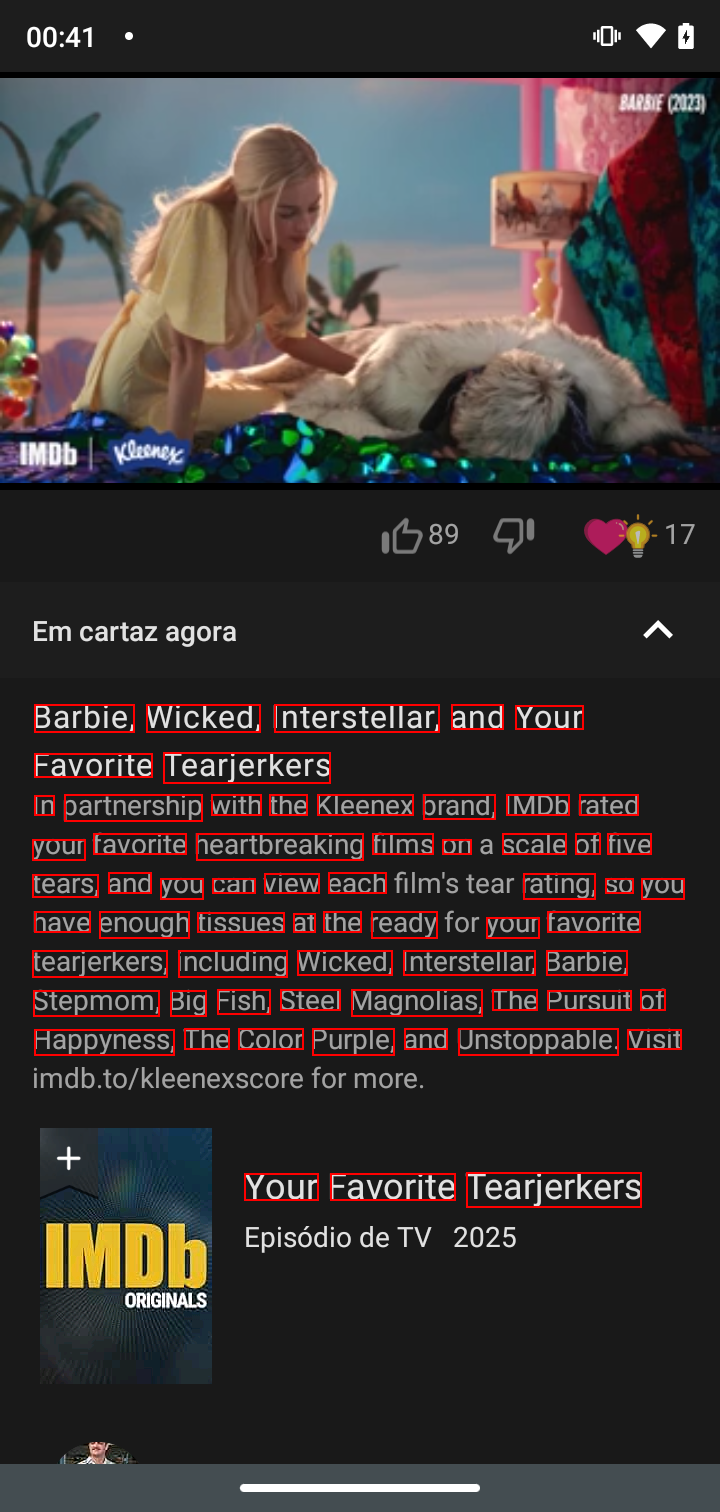 00:41
BARBIE (2023)
IMDb | Kleenex
89 17
Em cartaz agora
Barbie, Wicked, Interstellar, and Your
Favorite Tearjerkers
In partnership with the Kleenex brand, IMDb rated
your favorite heartbreaking films on a scale of five
tears, and you can view each film's tear rating, so you
have enough tissues at the ready for your favorite
tearjerkers, including Wicked, Interstellar, Barbie,
Stepmom, Big Fish, Steel Magnolias, The Pursuit of
Happyness, The Color Purple, and Unstoppable. Visit
imdb.to/kleenexscore for more.
IMDb
ORIGINALS
Your Favorite Tearjerkers
Episódio de TV 2025